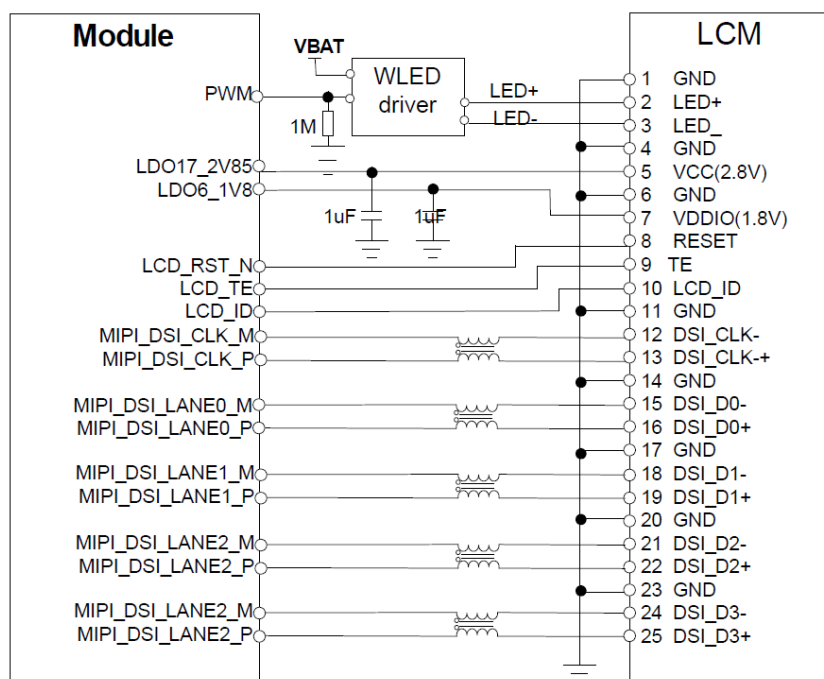 Module
LCM
VBAT
WLED
driver
PWM
1M
LED+
LED-
LDO17_2V85
LDO6_1V8
1uF
1uF
LCD_RST_N
LCD_TE
LCD_ID
MIPI_DSI_CLK_M
MIPI_DSI_CLK_P
MIPI_DSI_LANE0_M
MIPI_DSI_LANE0_P
MIPI_DSI_LANE1_M
MIPI_DSI_LANE1_P
MIPI_DSI_LANE2_M
MIPI_DSI_LANE2_P
MIPI_DSI_LANE2_M
MIPI_DSI_LANE2_P
1 GND
2 LED+
3 LED_
4 GND
5 VCC(2.8V)
6 GND
7 VDDIO(1.8V)
8 RESET
9 TE
10 LCD_ID
11 GND
12 DSI_CLK-
13 DSI_CLK-+
14 GND
15 DSI_D0-
16 DSI_D0+
17 GND
18 DSI_D1-
19 DSI_D1+
20 GND
21 DSI_D2-
22 DSI_D2+
23 GND
24 DSI_D3-
25 DSI_D3+